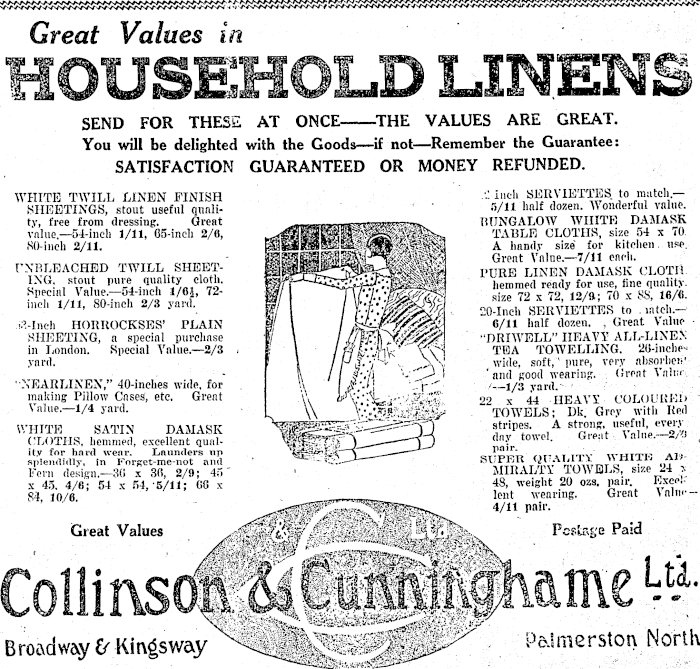 Great Values in
HOUSEHOLD LINENS
SEND FOR THESE AT ONCE——THE VALUES ARE GREAT.
You will be delighted with the Goods—if not—Remember the Guarantee:
SATISFACTION GUARANTEED OR MONEY REFUNDED.
WHITE TWILL LINEN FINISH
SHEETINGS, stout useful quali-
ty, free from dressing. Great
value.—54-inch 1/11, 65-inch 2/6,
80-inch 2/11.
UNBLEACHED TWILL SHEET-
ING, stout pure quality cloth.
Special Value.—54-inch 1/6½, 72-
inch 1/11, 80-inch 2/3 yard.
-Inch HORROCKSES' PLAIN
SHEETING, a special purchase
in London. Special Value.—2/3
yard.
"NEARLINEN," 40-inches wide, for
making Pillow Cases, etc. Great
Value.—1/4 yard.
WHITE SATIN DAMASK
CLOTHS, hemmed, excellent qual-
ity for hard wear. Launders up
splendidly, in Forget-me-not and
Fern design.—36 x 36, 2/9; 45
x 45, 4/6; 54 x 54, 5/11; 66 x
84, 10/6.
Great Values
inch SERVIETTES to match,—
5/11 half dozen. Wonderful value.
BUNGALOW WHITE DAMASK
TABLE CLOTHS, size 54 x 70.
A handy size for kitchen use.
Great Value.—7/11 each.
PURE LINEN DAMASK CLOTH
hemmed ready for use, fine quality.
size 72 x 72, 12/9; 70 x 88, 16/6.
20-Inch SERVIETTES to match.—
6/11 half dozen. Great Value
"DRIWELL" HEAVY ALL-LINEN
TEA TOWELLING, 26-inches
wide, soft, pure, very absorbent
and good wearing. Great Value
—1/3 yard.
22 x 44 HEAVY COLOURED
TOWELS; Dk. Grey with Red
stripes. A strong, useful, every
day towel. Great Value.—2/6
pair.
SUPER QUALITY WHITE AD-
MIRALTY TOWELS, size 24 x
48, weight 20 ozs. pair. Excel-
lent wearing. Great Value—
4/11 pair.
Postage Paid
C & C Ltd
Collinson & Cunninghame Ltd.
Broadway & Kingsway
Palmerston North